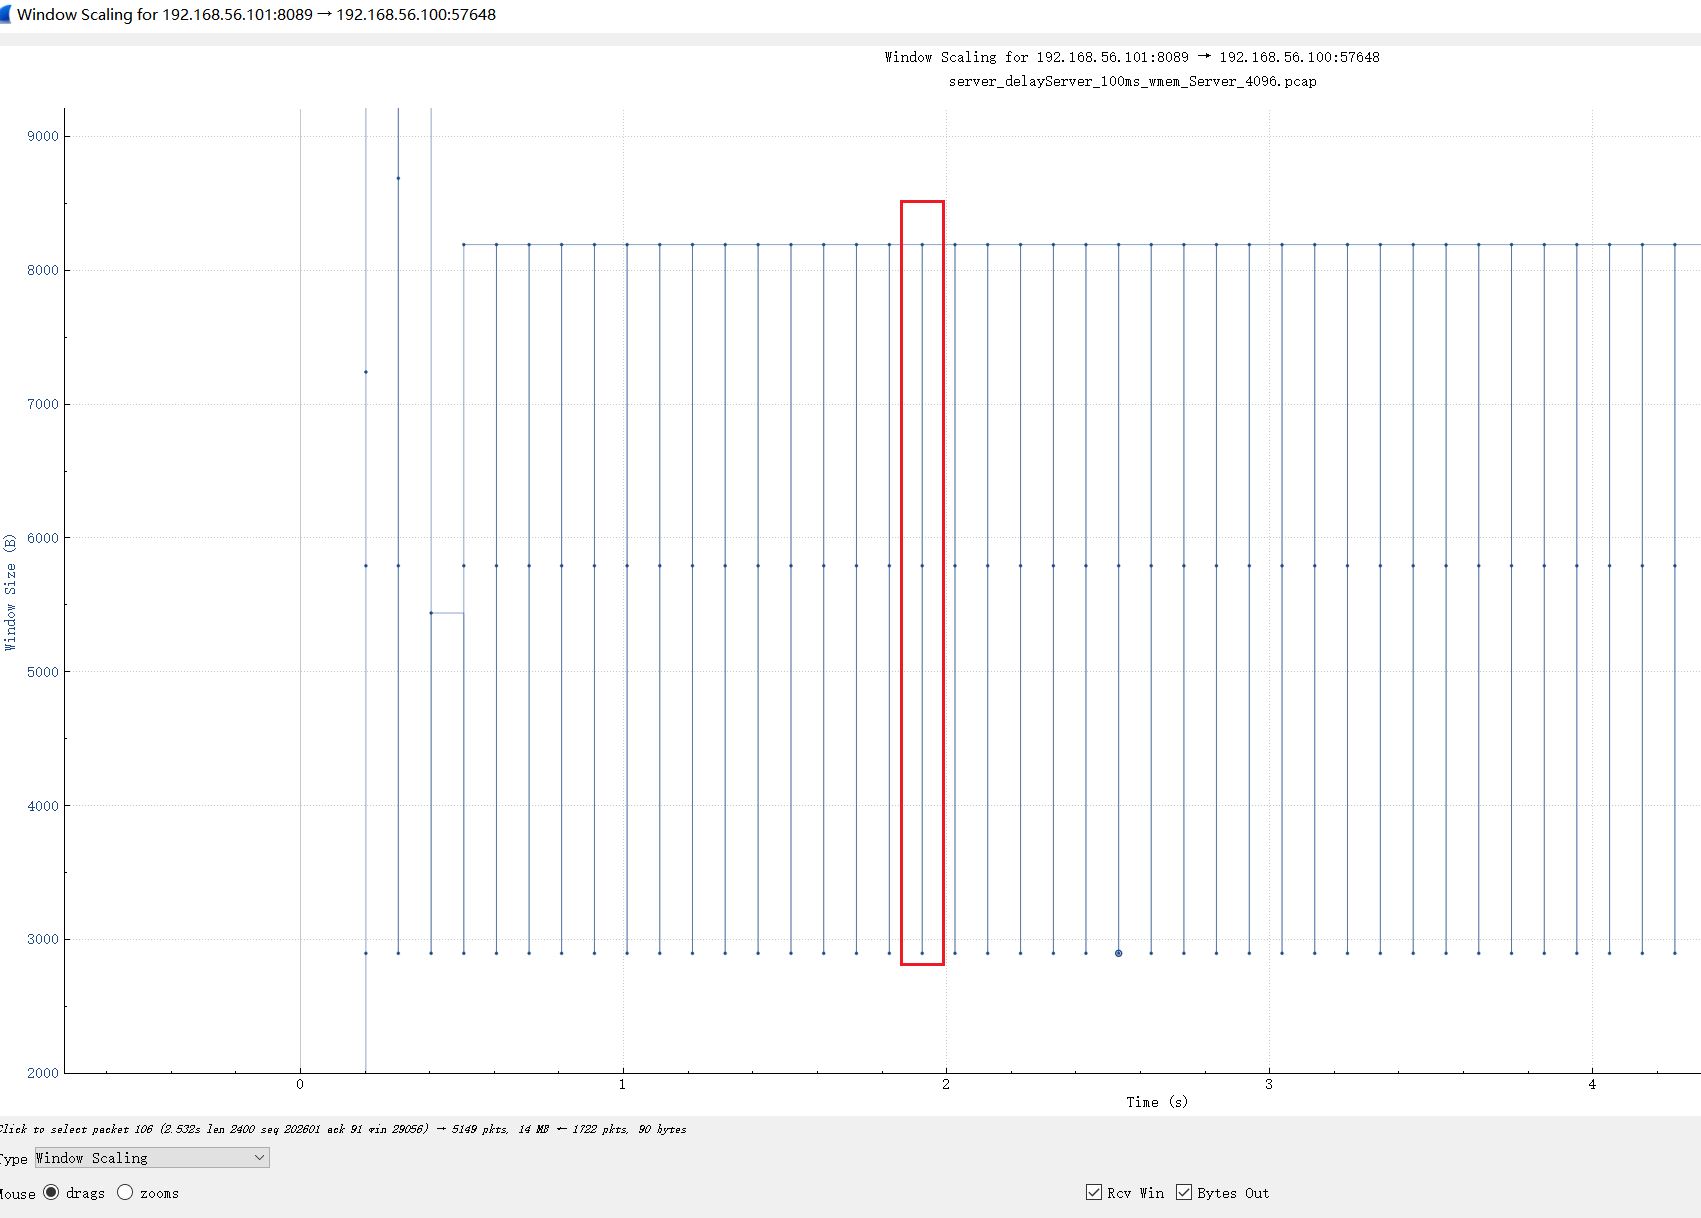 Window Scaling for 192.168.56.101:8089 → 192.168.56.100:57648
Window Scaling for 192.168.56.101:8089 → 192.168.56.100:57648
server_delayServer_100ms_wmem_Server_4096.pcap
9000
8000
7000
6000
5000
4000
3000
2000
Window Size (B)
0 1 2 3 4
Time (s)
Click to select packet 106 (2.532s len 2400 seq 202601 ack 91 win 29056) → 5149 pkts, 14 MB ← 1722 pkts, 90 bytes
Type Window Scaling
Mouse drags zooms Rcv Win Bytes Out